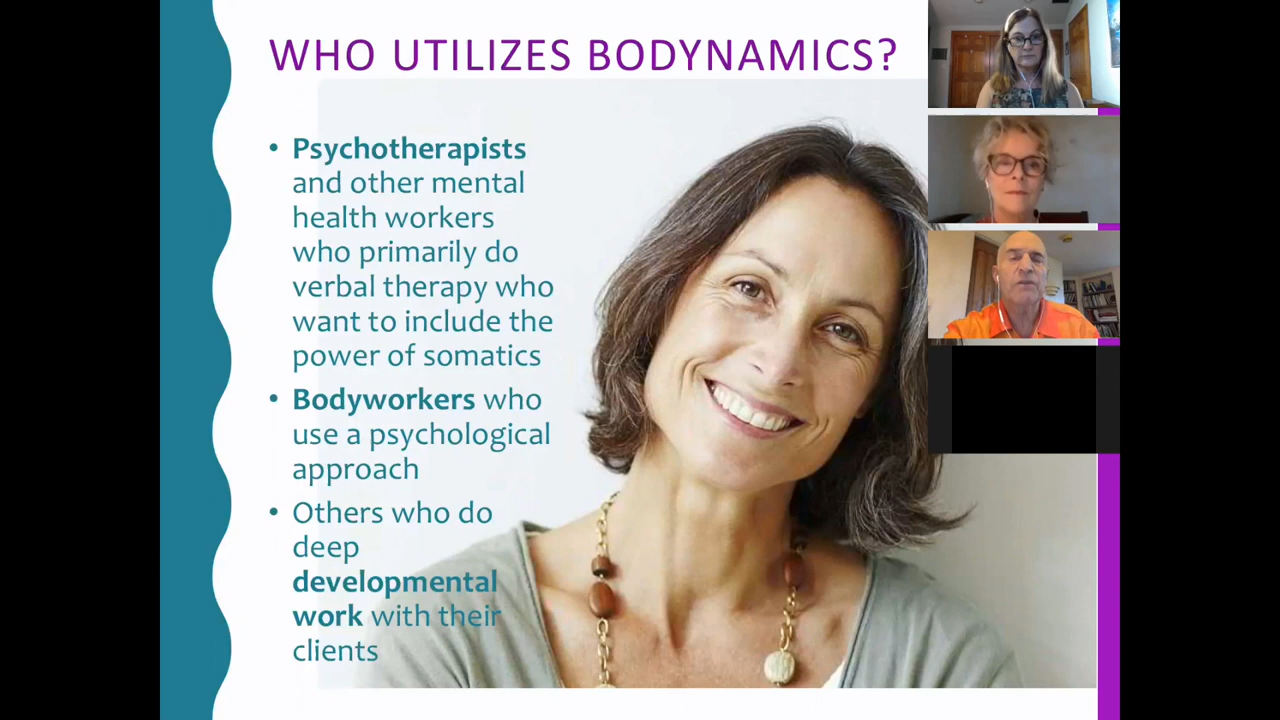 WHO UTILIZES BODYNAMICS?
• Psychotherapists
and other mental
health workers
who primarily do
verbal therapy who
want to include the
power of somatics
• Bodyworkers who
use a psychological
approach
• Others who do
deep
developmental
work with their
clients